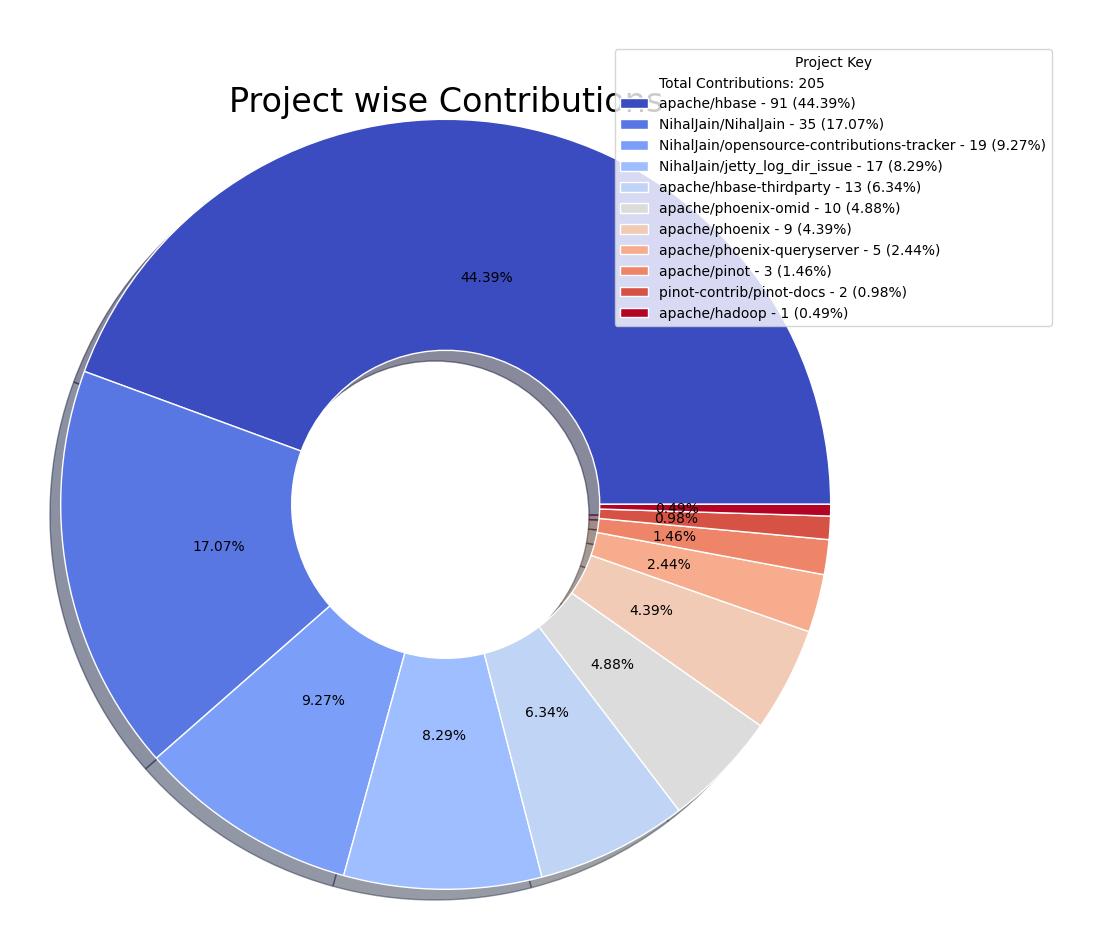 Project wise Contributions
Project Key
Total Contributions: 205
apache/hbase - 91 (44.39%)
NihalJain/NihalJain - 35 (17.07%)
NihalJain/opensource-contributions-tracker - 19 (9.27%)
NihalJain/jetty_log_dir_issue - 17 (8.29%)
apache/hbase-thirdparty - 13 (6.34%)
apache/phoenix-omid - 10 (4.88%)
apache/phoenix - 9 (4.39%)
apache/phoenix-queryserver - 5 (2.44%)
apache/pinot - 3 (1.46%)
pinot-contrib/pinot-docs - 2 (0.98%)
apache/hadoop - 1 (0.49%)
44.39%
17.07%
9.27%
8.29%
6.34%
4.88%
4.39%
2.44%
1.46%
0.98%
0.49%